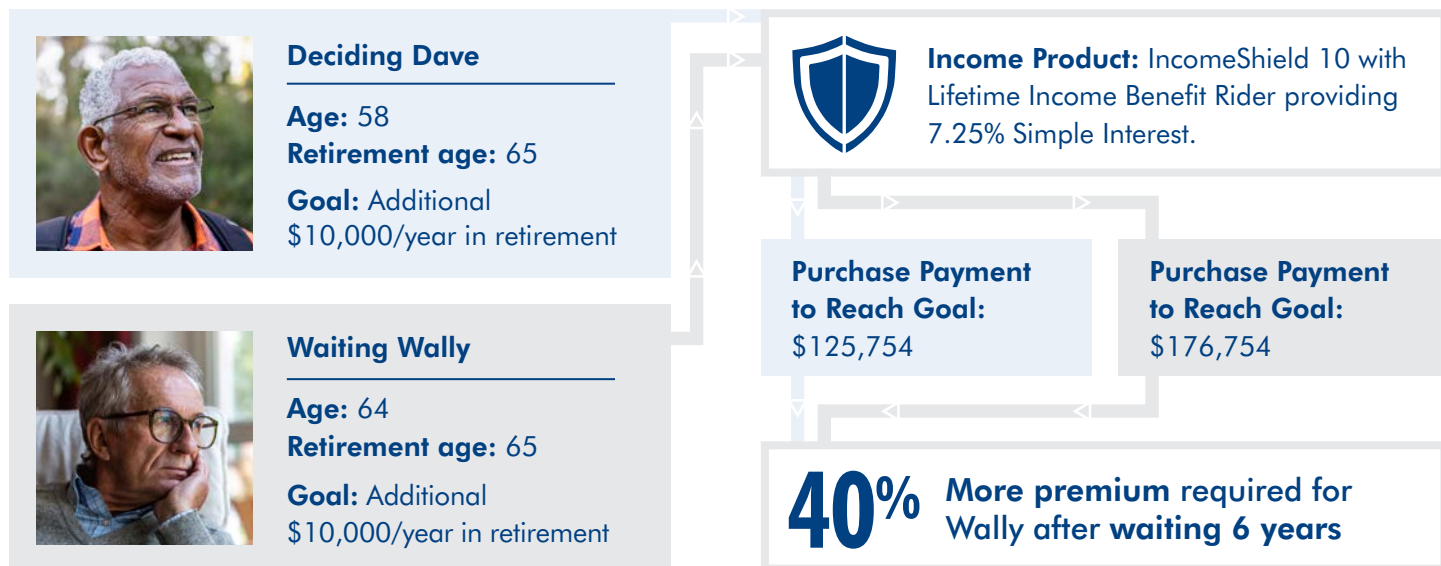 Deciding Dave
Age: 58
Retirement age: 65
Goal: Additional
$10,000/year in retirement
Waiting Wally
Age: 64
Retirement age: 65
Goal: Additional
$10,000/year in retirement
Income Product: IncomeShield 10 with
Lifetime Income Benefit Rider providing
7.25% Simple Interest.
Purchase Payment
to Reach Goal:
$125,754
Purchase Payment
to Reach Goal:
$176,754
40% More premium required for
Wally after waiting 6 years